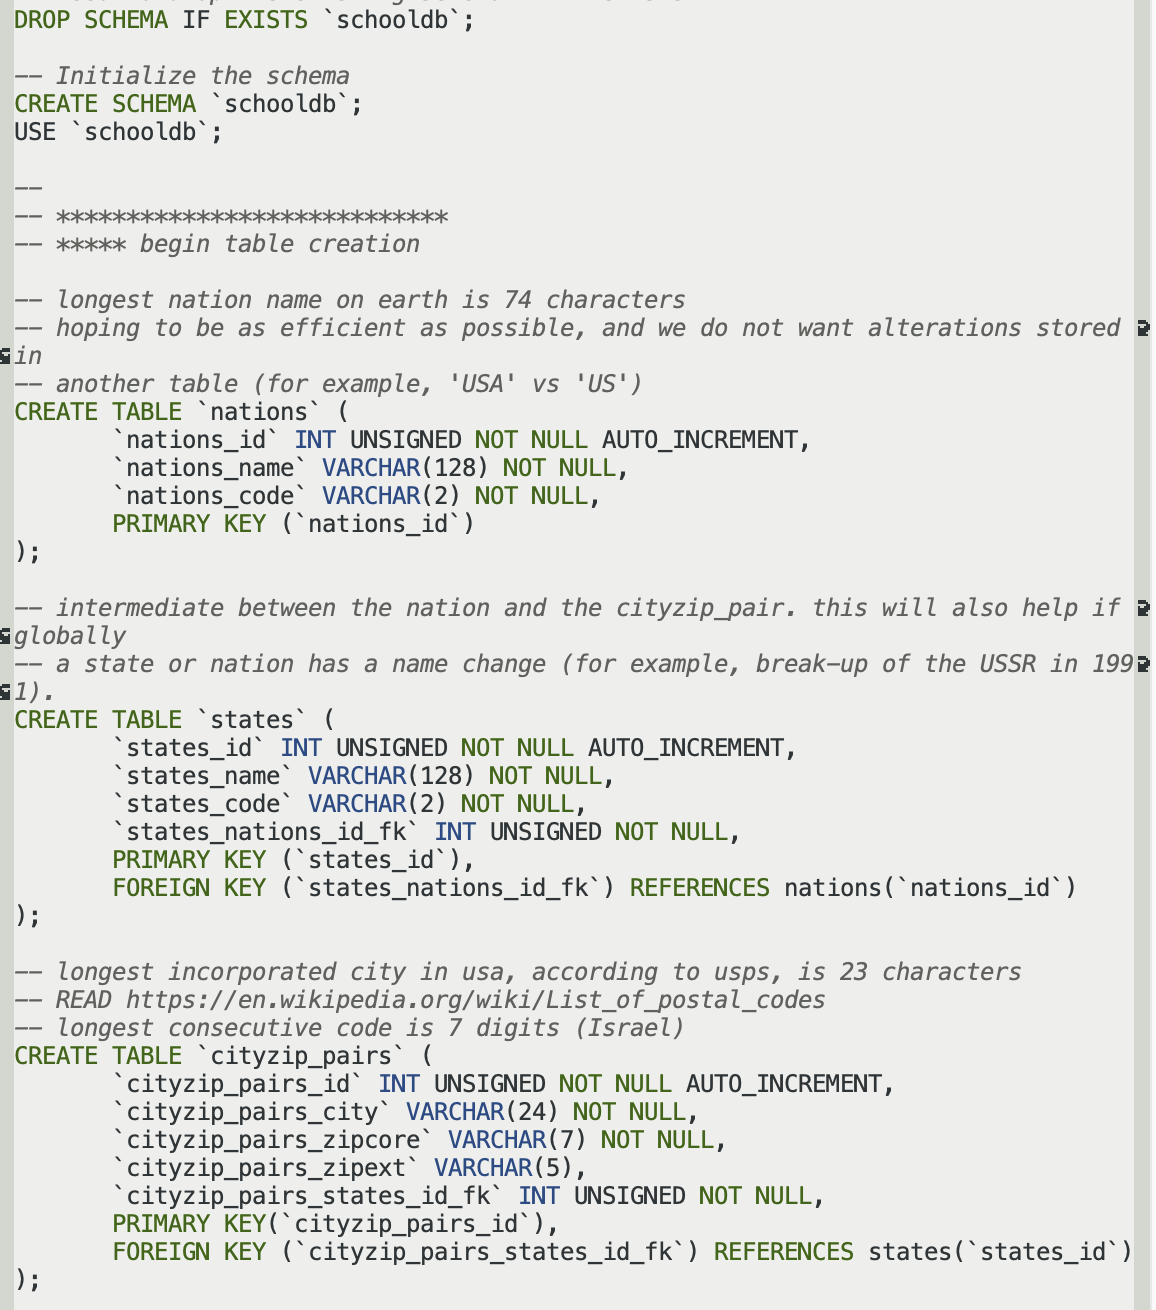 DROP SCHEMA IF EXISTS `schooldb`;
-- Initialize the schema
CREATE SCHEMA `schooldb`;
USE `schooldb`;
--
-- ****************************
-- ***** begin table creation
-- longest nation name on earth is 74 characters
-- hoping to be as efficient as possible, and we do not want alterations stored
in
-- another table (for example, 'USA' vs 'US')
CREATE TABLE `nations` (
`nations_id` INT UNSIGNED NOT NULL AUTO_INCREMENT,
`nations_name` VARCHAR(128) NOT NULL,
`nations_code` VARCHAR(2) NOT NULL,
PRIMARY KEY (`nations_id`)
);
-- intermediate between the nation and the cityzip_pair. this will also help if
globally
-- a state or nation has a name change (for example, break-up of the USSR in 199
1).
CREATE TABLE `states` (
`states_id` INT UNSIGNED NOT NULL AUTO_INCREMENT,
`states_name` VARCHAR(128) NOT NULL,
`states_code` VARCHAR(2) NOT NULL,
`states_nations_id_fk` INT UNSIGNED NOT NULL,
PRIMARY KEY (`states_id`),
FOREIGN KEY (`states_nations_id_fk`) REFERENCES nations(`nations_id`)
);
-- longest incorporated city in usa, according to usps, is 23 characters
-- READ https://en.wikipedia.org/wiki/List_of_postal_codes
-- longest consecutive code is 7 digits (Israel)
CREATE TABLE `cityzip_pairs` (
`cityzip_pairs_id` INT UNSIGNED NOT NULL AUTO_INCREMENT,
`cityzip_pairs_city` VARCHAR(24) NOT NULL,
`cityzip_pairs_zipcore` VARCHAR(7) NOT NULL,
`cityzip_pairs_zipext` VARCHAR(5),
`cityzip_pairs_states_id_fk` INT UNSIGNED NOT NULL,
PRIMARY KEY(`cityzip_pairs_id`),
FOREIGN KEY (`cityzip_pairs_states_id_fk`) REFERENCES states(`states_id`)
);